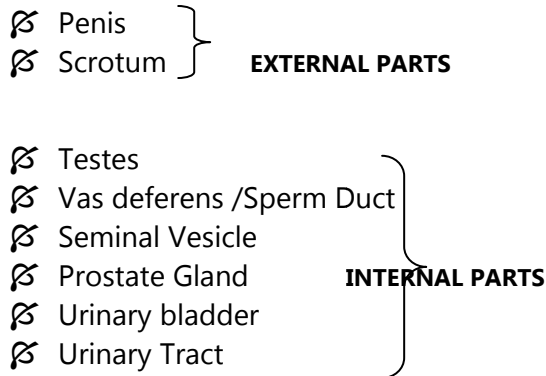 Penis
Scrotum
EXTERNAL PARTS
Testes
Vas deferens /Sperm Duct
Seminal Vesicle
Prostate Gland
INTERNAL PARTS
Urinary bladder
Urinary Tract